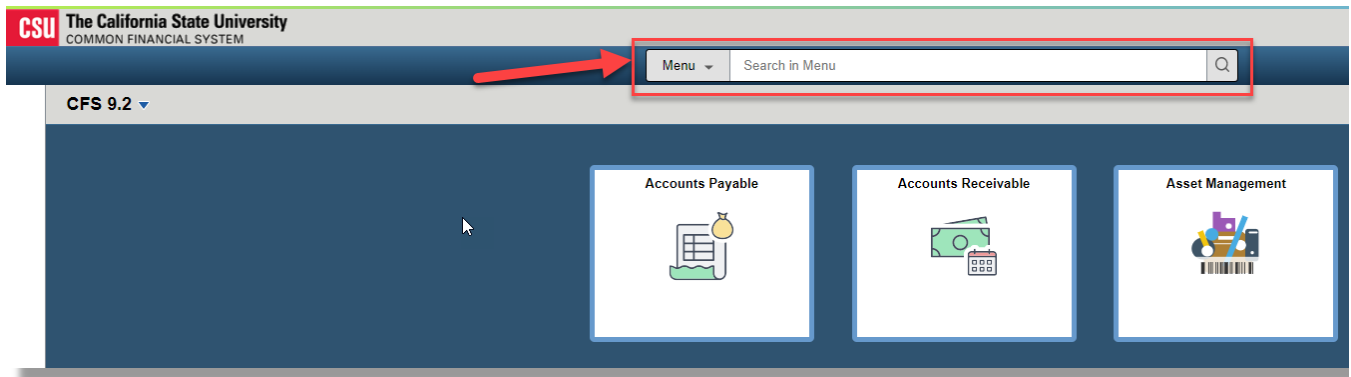 CSU The California State University
COMMON FINANCIAL SYSTEM
Menu Search in Menu
CFS 9.2
Accounts Payable Accounts Receivable Asset Management